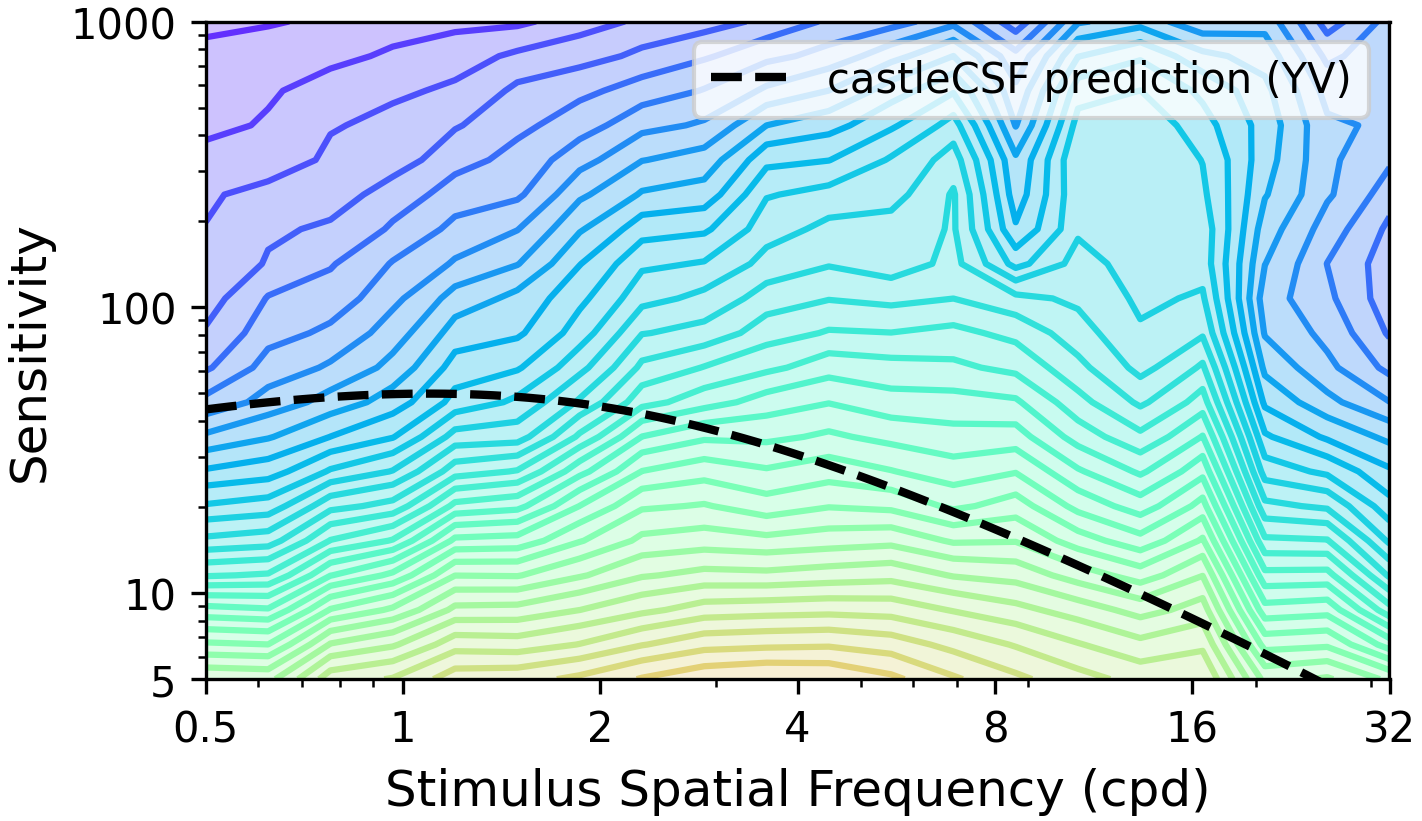 castleCSF prediction (YV)
Sensitivity
1000
100
10
5
0.5 1 2 4 8 16 32
Stimulus Spatial Frequency (cpd)